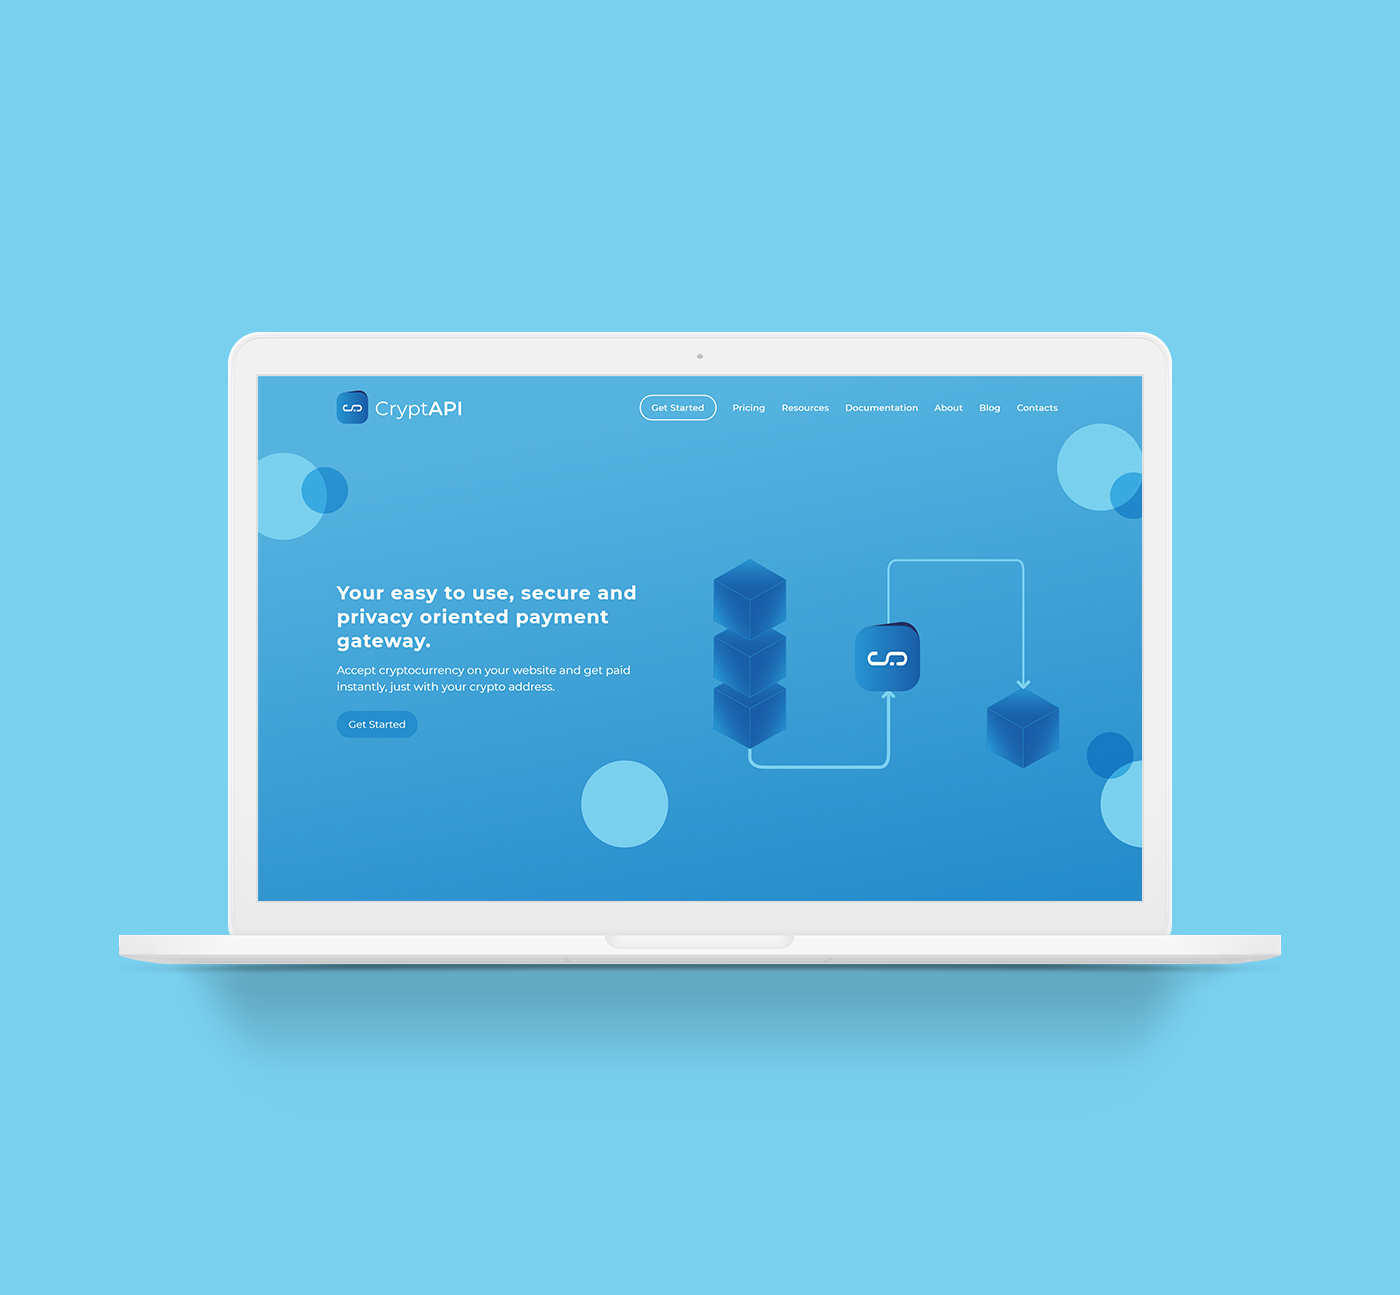 CryptAPI
Get Started Pricing Resources Documentation About Blog Contacts
Your easy to use, secure and
privacy oriented payment
gateway.
Accept cryptocurrency on your website and get paid
instantly, just with your crypto address.
Get Started